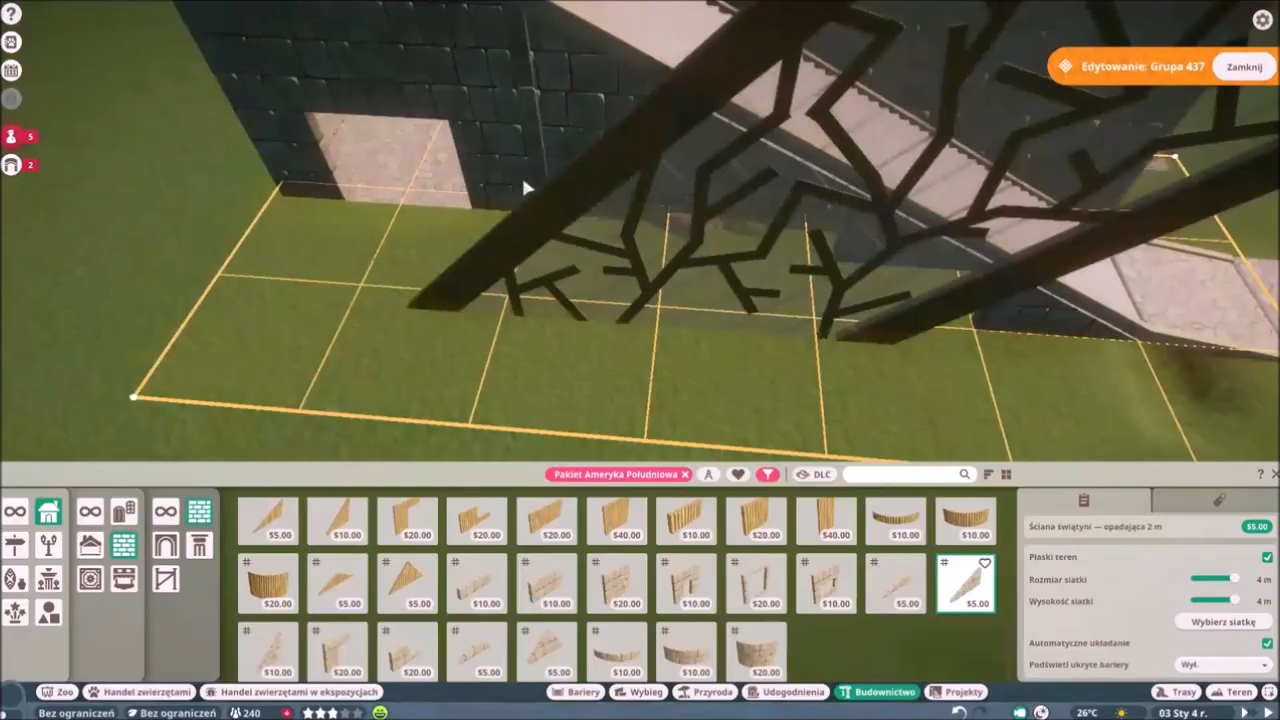 ?
Edytowanie: Grupa 437
Zamknij
5
2
Pakiet Ameryka Południowa ×
DLC
? ×
$5.00 $10.00 $20.00 $20.00 $20.00 $40.00 $10.00 $20.00 $40.00 $10.00 $10.00
$20.00 $5.00 $5.00 $10.00 $10.00 $20.00 $10.00 $20.00 $10.00 $5.00 $5.00
$10.00 $20.00 $20.00 $5.00 $5.00 $10.00 $10.00 $20.00
Ściana świątyni — opadająca 2 m $5.00
Płaski teren
Rozmiar siatki 4 m
Wysokość siatki 4 m
Wybierz siatkę
Automatyczne układanie
Podświetl ukryte bariery Wył.
Zoo Handel zwierzętami Handel zwierzętami w ekspozycjach Bariery Wybieg Przyroda Udogodnienia Budownictwo Projekty Trasy Teren
Bez ograniczeń Bez ograniczeń 240 26°C 03 Sty 4 r.